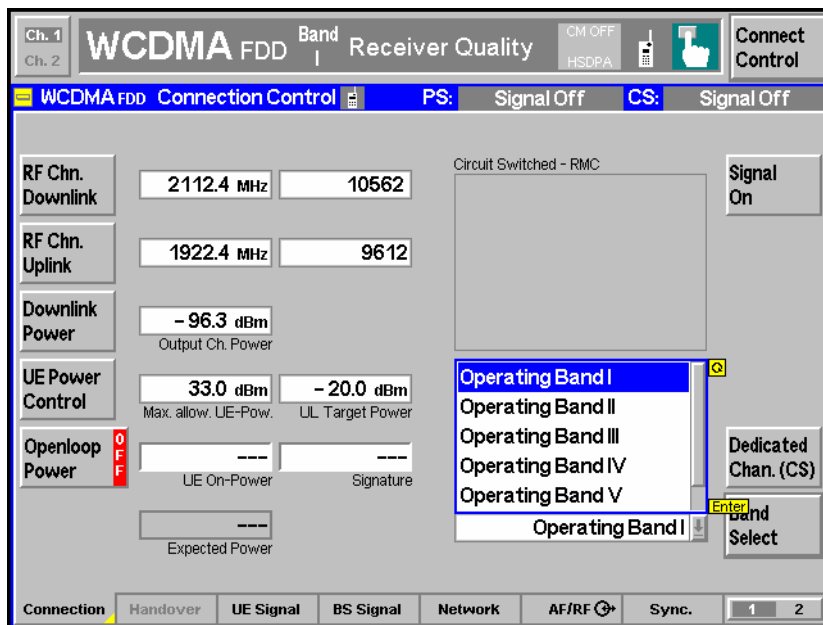 Ch. 1
Ch. 2
WCDMA FDD Band I Receiver Quality
CM OFF
HSDPA
Connect
Control
WCDMA FDD Connection Control PS: Signal Off CS: Signal Off
RF Chn.
Downlink
2112.4 MHz 10562
Circuit Switched - RMC
Signal
On
RF Chn.
Uplink
1922.4 MHz 9612
Downlink
Power
– 96.3 dBm
Output Ch. Power
UE Power
Control
33.0 dBm – 20.0 dBm
Max. allow. UE-Pow. UL Target Power
Operating Band I
Operating Band II
Operating Band III
Operating Band IV
Operating Band V
Enter
Operating Band I
Openloop
Power
OFF
--- ---
UE On-Power Signature
Dedicated
Chan. (CS)
---
Expected Power
Band
Select
Connection Handover UE Signal BS Signal Network AF/RF Sync. 1 2